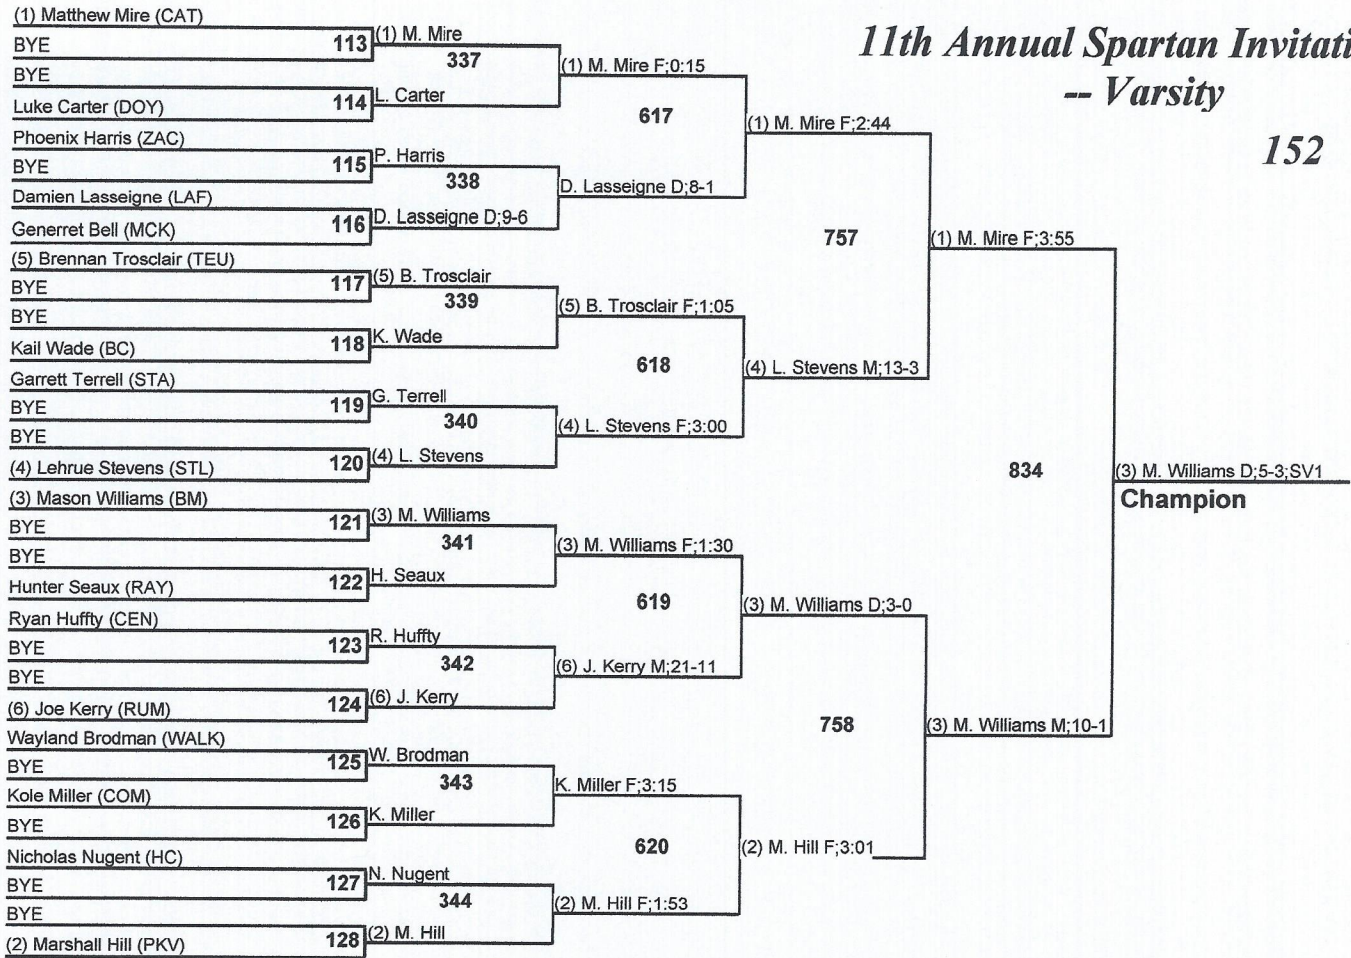 11th Annual Spartan Invitati
-- Varsity
152
(1) Matthew Mire (CAT)
BYE
113
BYE
Luke Carter (DOY)
114
Phoenix Harris (ZAC)
BYE
115
Damien Lasseigne (LAF)
Generret Bell (MCK)
116
(5) Brennan Trosclair (TEU)
BYE
117
BYE
Kail Wade (BC)
118
Garrett Terrell (STA)
BYE
119
BYE
(4) Lehrue Stevens (STL)
120
(3) Mason Williams (BM)
BYE
121
BYE
Hunter Seaux (RAY)
122
Ryan Huffty (CEN)
BYE
123
BYE
(6) Joe Kerry (RUM)
124
Wayland Brodman (WALK)
BYE
125
Kole Miller (COM)
BYE
126
Nicholas Nugent (HC)
BYE
127
BYE
(2) Marshall Hill (PKV)
128
(1) M. Mire
337
L. Carter
P. Harris
338
D. Lasseigne D;9-6
(5) B. Trosclair
339
K. Wade
G. Terrell
340
(4) L. Stevens
(3) M. Williams
341
H. Seaux
R. Huffty
342
(6) J. Kerry
W. Brodman
343
K. Miller
N. Nugent
344
(2) M. Hill
(1) M. Mire F;0:15
617
D. Lasseigne D;8-1
(5) B. Trosclair F;1:05
618
(4) L. Stevens F;3:00
(3) M. Williams F;1:30
619
(6) J. Kerry M;21-11
K. Miller F;3:15
620
(2) M. Hill F;1:53
(1) M. Mire F;2:44
757
(4) L. Stevens M;13-3
(3) M. Williams D;3-0
758
(2) M. Hill F;3:01
(1) M. Mire F;3:55
834
(3) M. Williams M;10-1
(3) M. Williams D;5-3;SV1
Champion